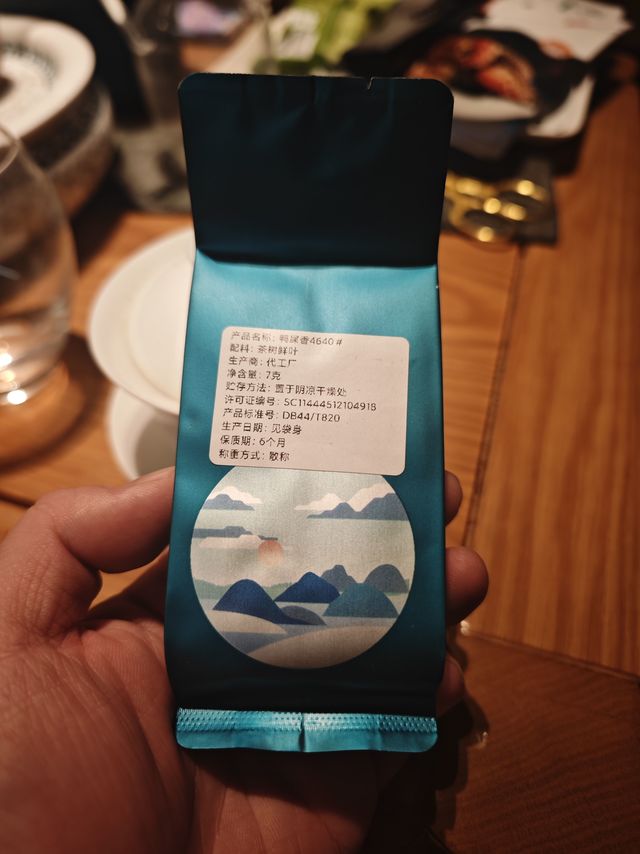 产品名称：鸭屎香4640#
配料：茶树鲜叶
生产商：代工厂
净含量：7克
贮存方法：置于阴凉干燥处
许可证编号：SC11444512104918
产品标准号：DB44/T820
生产日期：见袋身
保质期：6个月
称重方式：散称